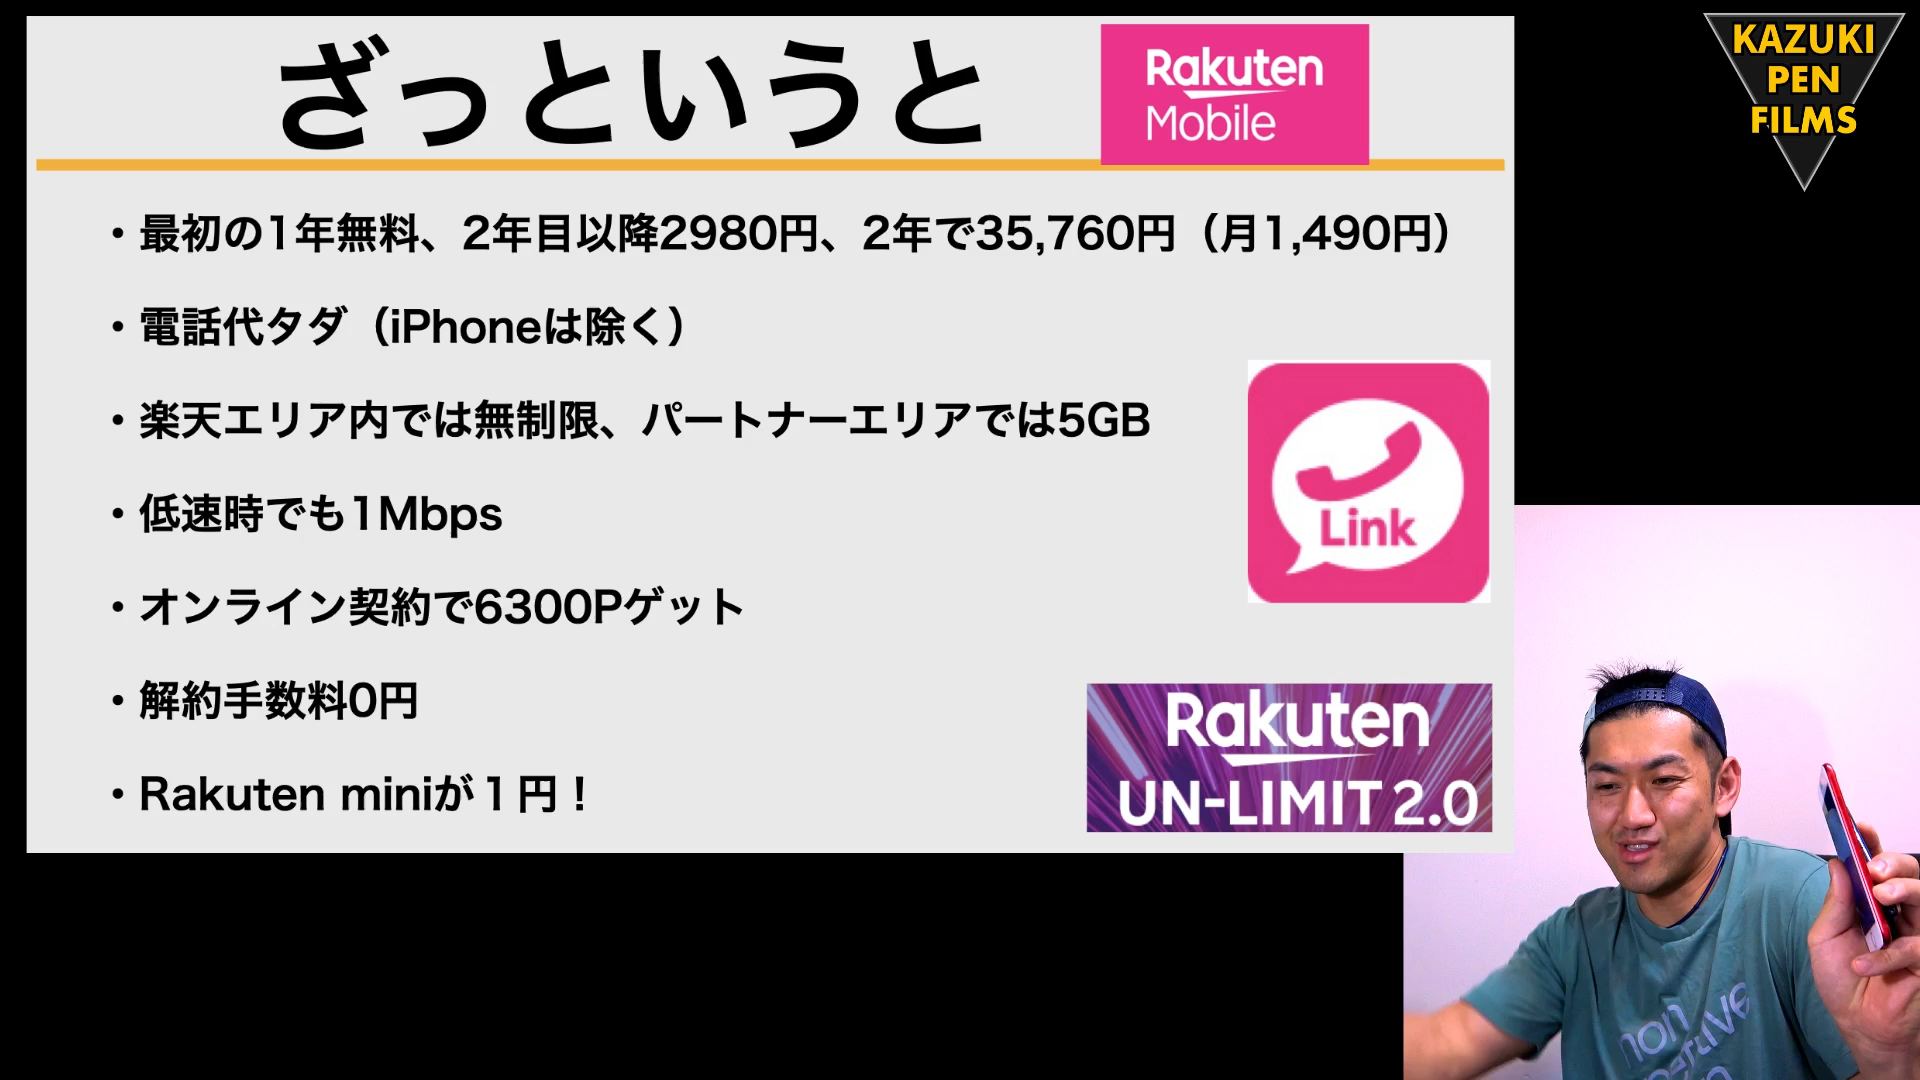 ざっというと
Rakuten
Mobile
KAZUKI
PEN
FILMS
・最初の1年無料、2年目以降2980円、2年で35,760円（月1,490円）
・電話代タダ（iPhoneは除く）
・楽天エリア内では無制限、パートナーエリアでは5GB
・低速時でも1Mbps
・オンライン契約で6300Pゲット
・解約手数料0円
・Rakuten miniが１円！
Link
Rakuten
UN-LIMIT 2.0
non